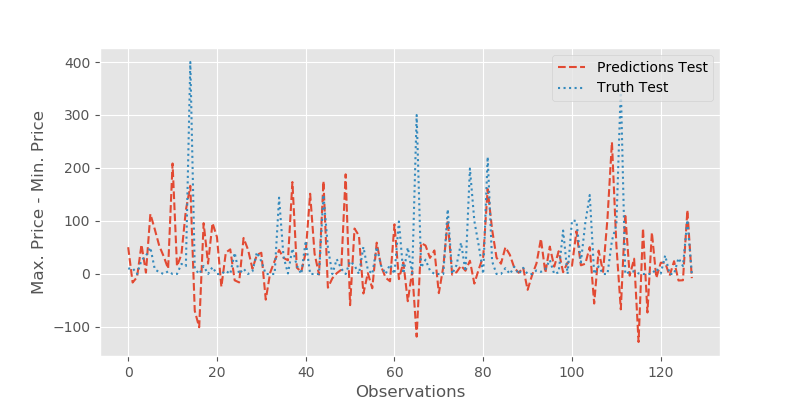 400
300
200
100
0
−100
Max. Price - Min. Price
Predictions Test
Truth Test
0 20 40 60 80 100 120
Observations